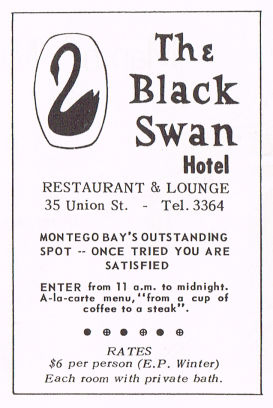 The
Black
Swan
Hotel
RESTAURANT & LOUNGE
35 Union St. - Tel. 3364
MONTEGO BAY'S OUTSTANDING
SPOT -- ONCE TRIED YOU ARE
SATISFIED
ENTER from 11 a.m. to midnight.
A-la-carte menu, "from a cup of
coffee to a steak".
RATES
$6 per person (E.P. Winter)
Each room with private bath.